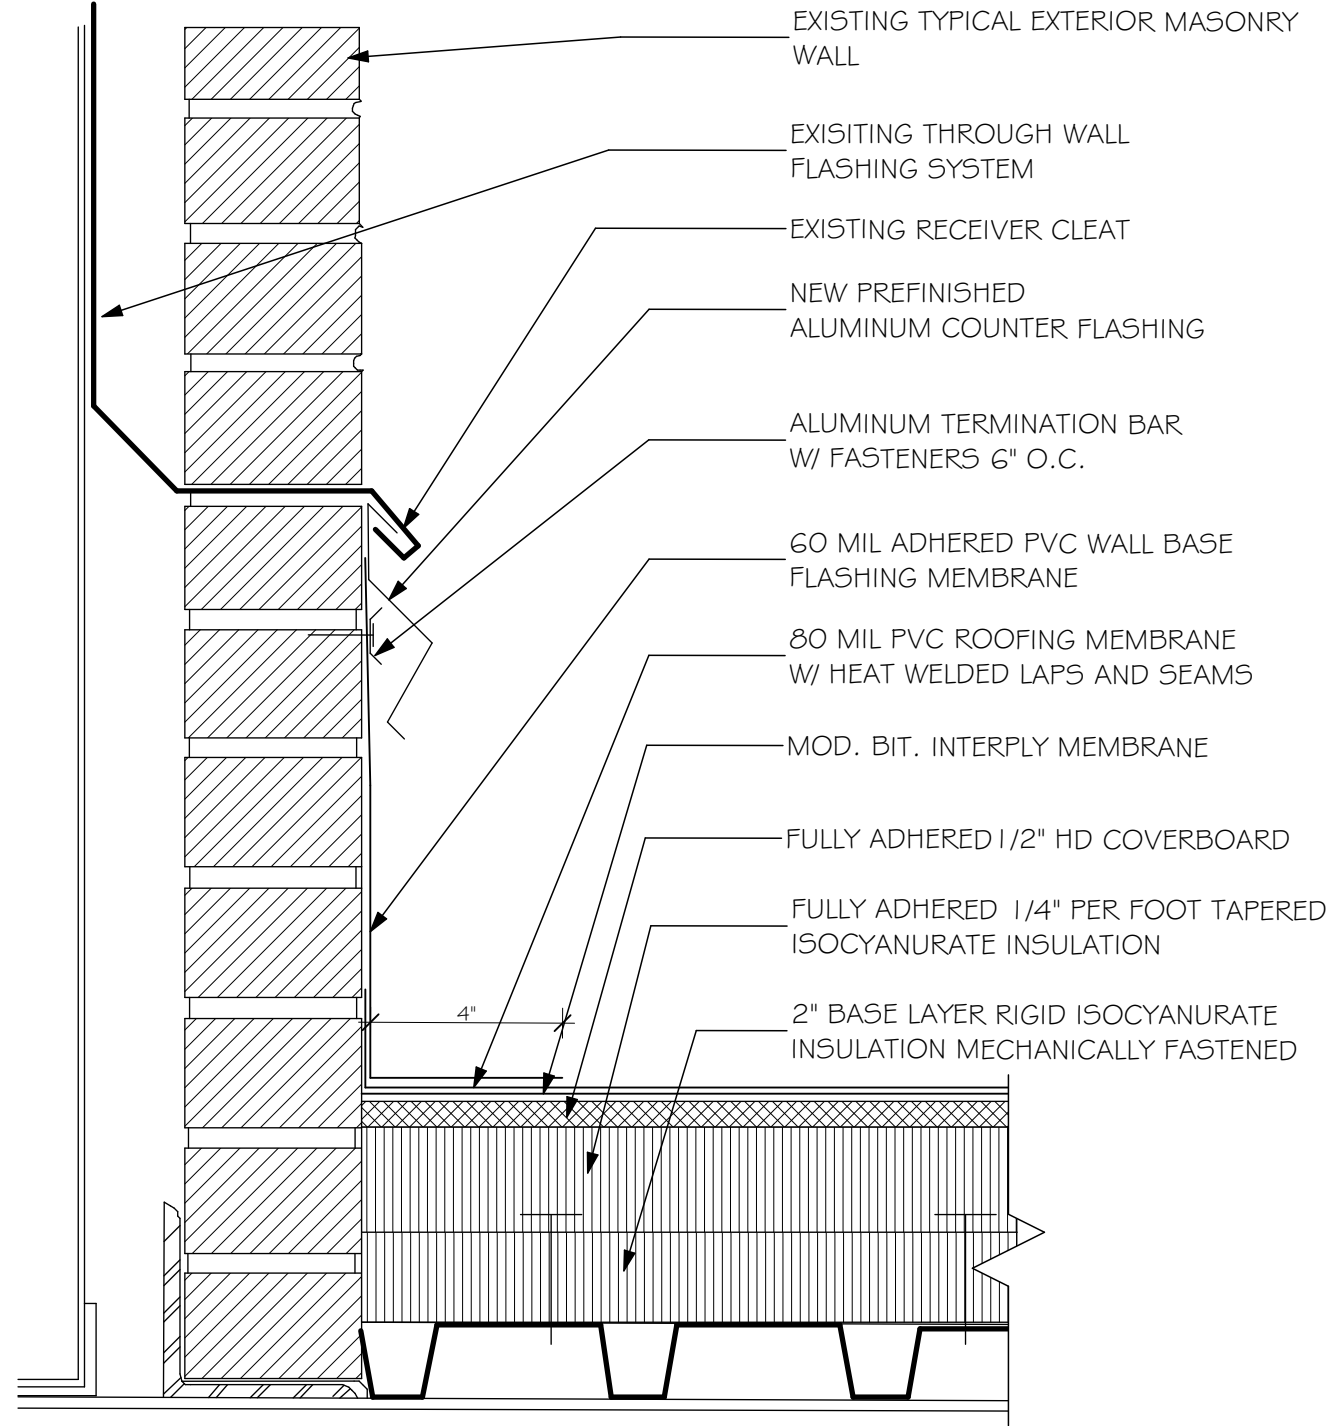 EXISTING TYPICAL EXTERIOR MASONRY
WALL
EXISITING THROUGH WALL
FLASHING SYSTEM
EXISTING RECEIVER CLEAT
NEW PREFINISHED
ALUMINUM COUNTER FLASHING
ALUMINUM TERMINATION BAR
W/ FASTENERS 6" O.C.
60 MIL ADHERED PVC WALL BASE
FLASHING MEMBRANE
80 MIL PVC ROOFING MEMBRANE
W/ HEAT WELDED LAPS AND SEAMS
MOD. BIT. INTERPLY MEMBRANE
FULLY ADHERED 1/2" HD COVERBOARD
FULLY ADHERED 1/4" PER FOOT TAPERED
ISOCYANURATE INSULATION
4"
2" BASE LAYER RIGID ISOCYANURATE
INSULATION MECHANICALLY FASTENED